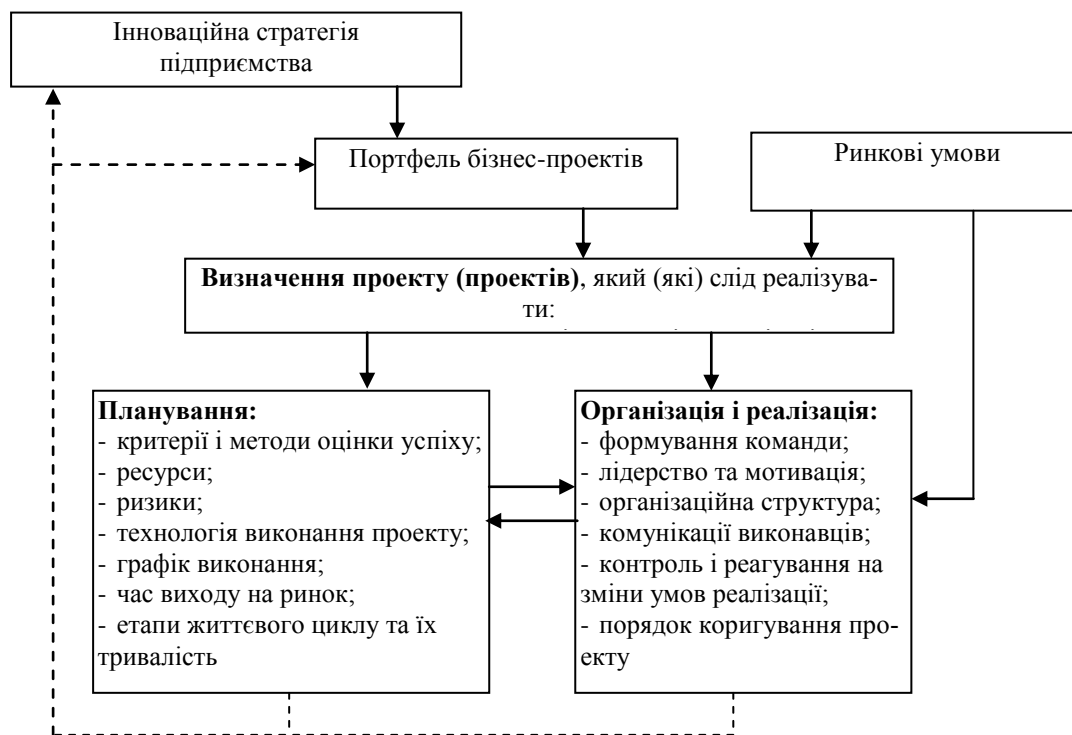 Інноваційна стратегія
підприємства
Портфель бізнес-проектів
Ринкові умови
Визначення проекту (проектів), який (які) слід реалізува-
ти:
Планування:
- критерії і методи оцінки успіху;
- ресурси;
- ризики;
- технологія виконання проекту;
- графік виконання;
- час виходу на ринок;
- етапи життєвого циклу та їх
тривалість
Організація і реалізація:
- формування команди;
- лідерство та мотивація;
- організаційна структура;
- комунікації виконавців;
- контроль і реагування на
зміни умов реалізації;
- порядок коригування про-
екту